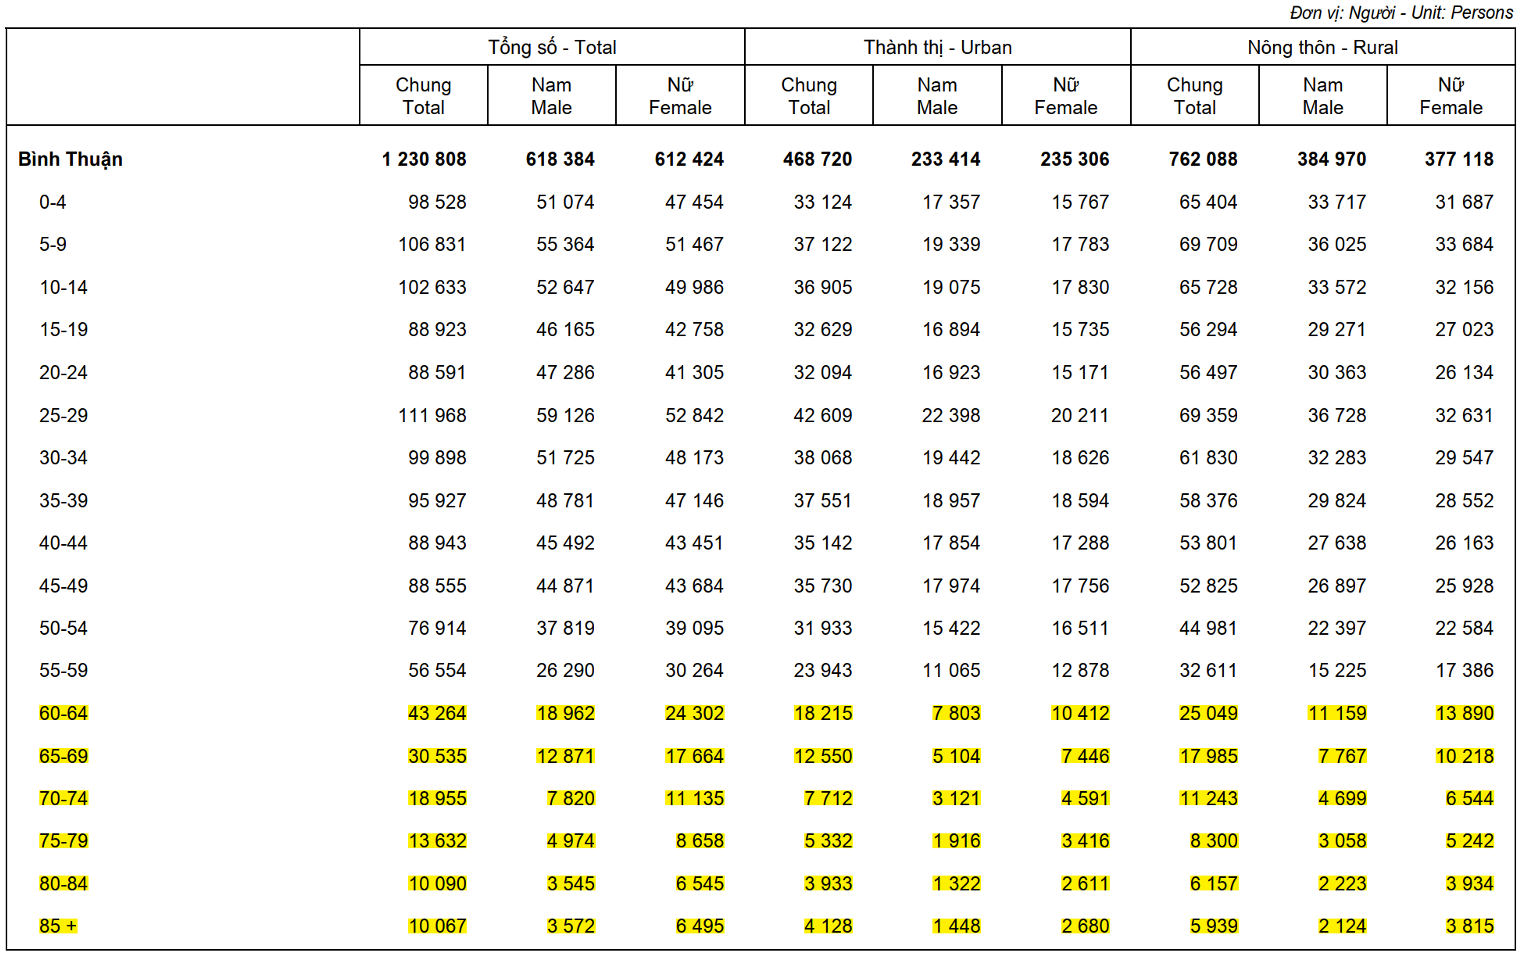 Đơn vị: Người - Unit: Persons
Tổng số - Total Thành thị - Urban Nông thôn - Rural
Chung Nam Nữ Chung Nam Nữ Chung Nam Nữ
Total Male Female Total Male Female Total Male Female
Bình Thuận 1 230 808 618 384 612 424 468 720 233 414 235 306 762 088 384 970 377 118
0-4 98 528 51 074 47 454 33 124 17 357 15 767 65 404 33 717 31 687
5-9 106 831 55 364 51 467 37 122 19 339 17 783 69 709 36 025 33 684
10-14 102 633 52 647 49 986 36 905 19 075 17 830 65 728 33 572 32 156
15-19 88 923 46 165 42 758 32 629 16 894 15 735 56 294 29 271 27 023
20-24 88 591 47 286 41 305 32 094 16 923 15 171 56 497 30 363 26 134
25-29 111 968 59 126 52 842 42 609 22 398 20 211 69 359 36 728 32 631
30-34 99 898 51 725 48 173 38 068 19 442 18 626 61 830 32 283 29 547
35-39 95 927 48 781 47 146 37 551 18 957 18 594 58 376 29 824 28 552
40-44 88 943 45 492 43 451 35 142 17 854 17 288 53 801 27 638 26 163
45-49 88 555 44 871 43 684 35 730 17 974 17 756 52 825 26 897 25 928
50-54 76 914 37 819 39 095 31 933 15 422 16 511 44 981 22 397 22 584
55-59 56 554 26 290 30 264 23 943 11 065 12 878 32 611 15 225 17 386
60-64 43 264 18 962 24 302 18 215 7 803 10 412 25 049 11 159 13 890
65-69 30 535 12 871 17 664 12 550 5 104 7 446 17 985 7 767 10 218
70-74 18 955 7 820 11 135 7 712 3 121 4 591 11 243 4 699 6 544
75-79 13 632 4 974 8 658 5 332 1 916 3 416 8 300 3 058 5 242
80-84 10 090 3 545 6 545 3 933 1 322 2 611 6 157 2 223 3 934
85 + 10 067 3 572 6 495 4 128 1 448 2 680 5 939 2 124 3 815